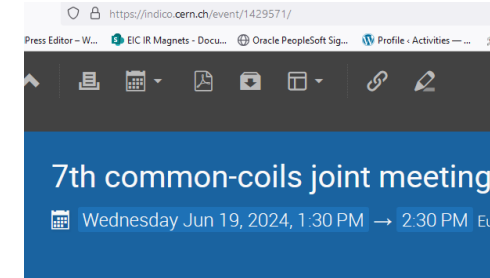 https://indico.cern.ch/event/1429571/
Press Editor – W... EIC IR Magnets - Docu... Oracle PeopleSoft Sig... Profile ‹ Activities — ...
7th common-coils joint meeting
Wednesday Jun 19, 2024, 1:30 PM → 2:30 PM Eu